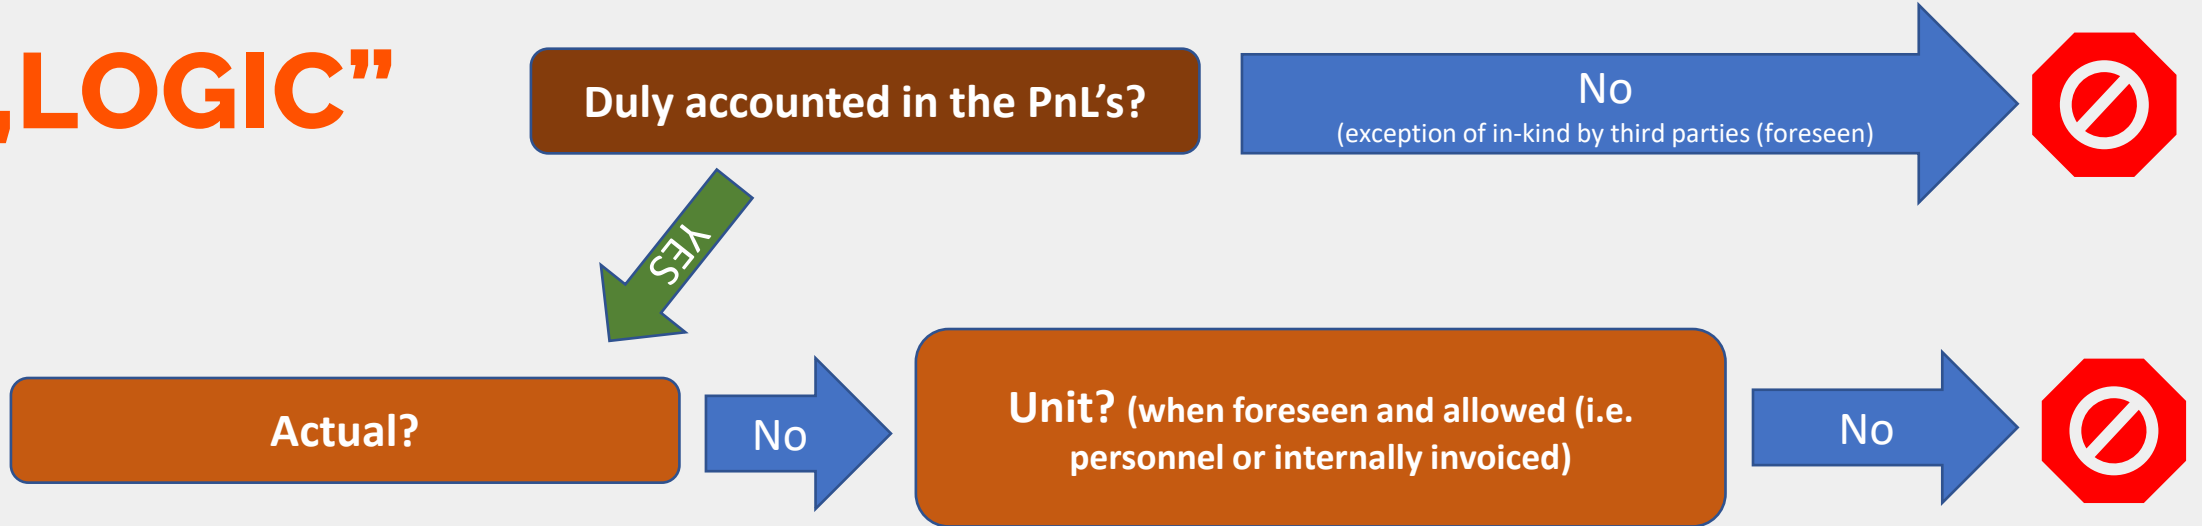 „LOGIC”
Duly accounted in the PnL’s?
No
(exception of in-kind by third parties (foreseen)
YES
Actual?
No
Unit? (when foreseen and allowed (i.e.
personnel or internally invoiced)
No